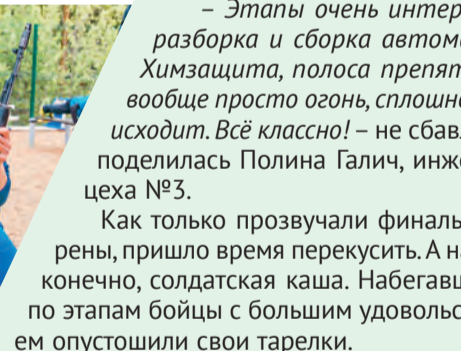 – Этапы очень интер
разборка и сборка автом
Химзащита, полоса препят
вообще просто огонь, сплошн
исходит. Всё классно! – не сбав
поделилась Полина Галич, инже
цеха №3.
Как только прозвучали финаль
рены, пришло время перекусить. А н
конечно, солдатская каша. Набегавш
по этапам бойцы с большим удовольс
ем опустошили свои тарелки.